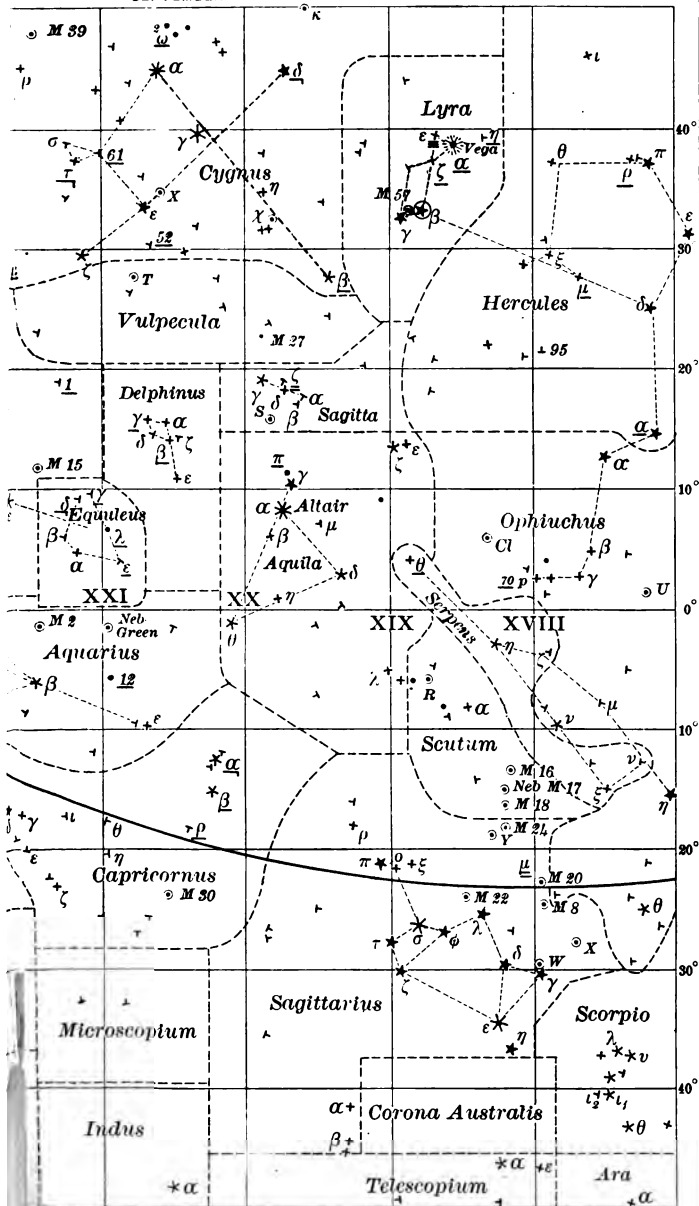 κ
M 39
2 ω
ι
ρ
α
δ
Lyra
40°
σ
γ
ε
Vega
η
61
α
θ
π
τ
Cygnus
ζ
ρ
X
η
M 57
ε
χ
γ
β
ε
52
30°
ζ
ξ
μ
T
β
Hercules
δ
Vulpecula
M 27
95
20°
1
Delphinus
ζ
γ
δ
α
γ
α
S
β
Sagitta
α
δ
ζ
β
ε
M 15
π
ζ
ε
α
γ
10°
δ
γ
α
Altair
Equuleus
μ
Ophiuchus
β
λ
β
Cl
α
ε
Aquila
δ
θ
β
70 p
γ
U
XXI
XX
η
0°
M 2
Neb Green
θ
XIX
Serpens
XVIII
Aquarius
η
ζ
β
12
λ
R
μ
ε
α
ν
10°
Scutum
α
M 16
ν
β
Neb M 17
ξ
η
M 18
γ
ι
θ
ρ
ρ
M 24
Y
20°
ε
η
π
ο
ξ
μ
M 20
Capricornus
ζ
M 30
M 22
M 8
θ
σ
φ
λ
τ
δ
W
X
ζ
γ
30°
Sagittarius
Scorpio
Microscopium
ε
η
λ
υ
α
Corona Australis
ι2
ι1
40°
Indus
β
θ
α
ε
α
Telescopium
Ara
α